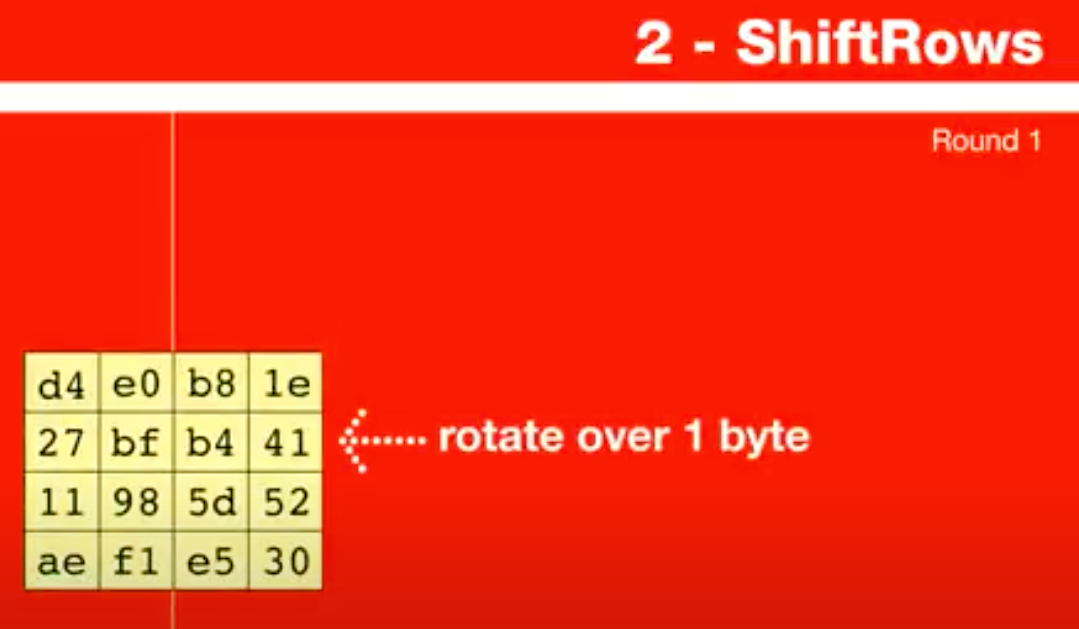 2 - ShiftRows
Round 1
d4 e0 b8 1e
27 bf b4 41
rotate over 1 byte
11 98 5d 52
ae f1 e5 30